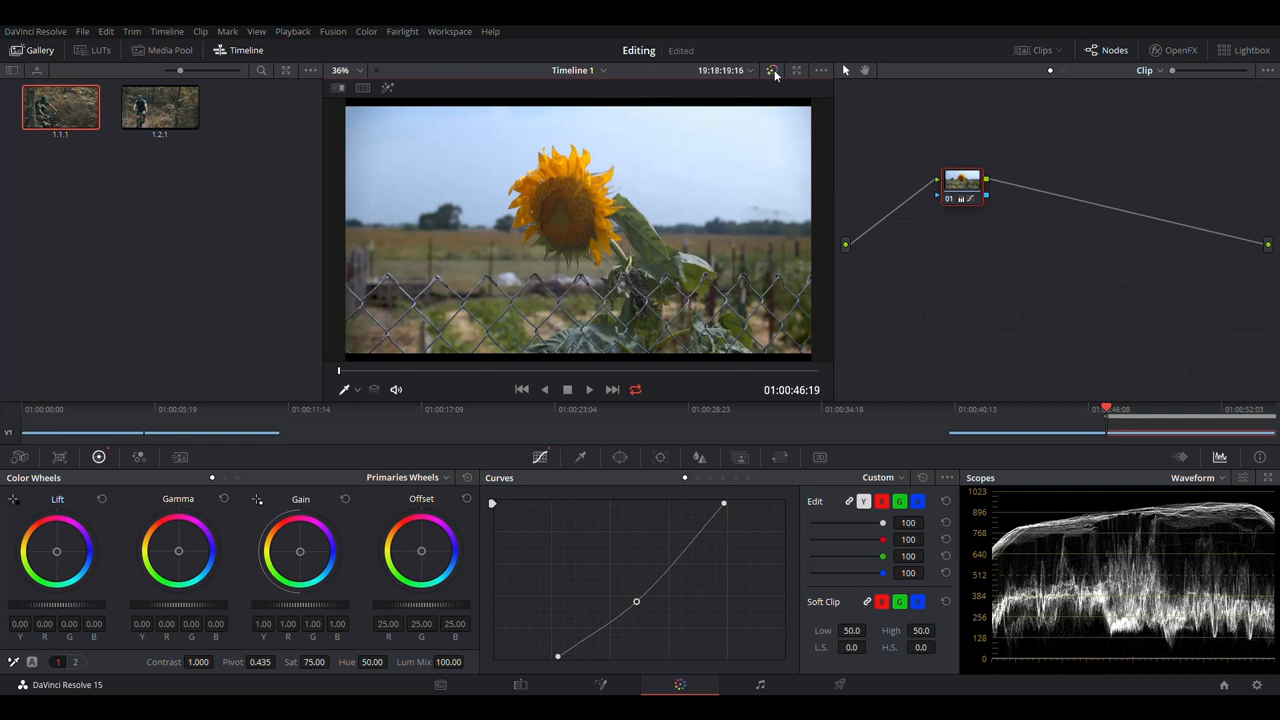 DaVinci Resolve File Edit Trim Timeline Clip Mark View Playback Fusion Color Fairlight Workspace Help
Gallery LUTs Media Pool Timeline Editing Edited Clips Nodes OpenFX Lightbox
36% Timeline 1 19:18:19:16 Clip
1.1.1 1.2.1
01
01:00:46:19
01:00:00:00 01:00:05:19 01:00:11:14 01:00:17:09 01:00:23:04 01:00:28:23 01:00:34:18 01:00:40:13 01:00:52:03
V1
Color Wheels Primaries Wheels Curves Custom Scopes Waveform
Lift Gamma Gain Offset
0.00 0.00 0.00 0.00 0.00 0.00 0.00 0.00 1.00 1.00 1.00 1.00 25.00 25.00 25.00
Y R G B Y R G B Y R G B R G B
A 1 2 Contrast 1.000 Pivot 0.435 Sat 75.00 Hue 50.00 Lum Mix 100.00
Edit Y R G B
100
100
100
100
Soft Clip R G B
Low 50.0 High 50.0
L.S. 0.0 H.S. 0.0
1023
896
768
640
512
384
256
128
0
DaVinci Resolve 15